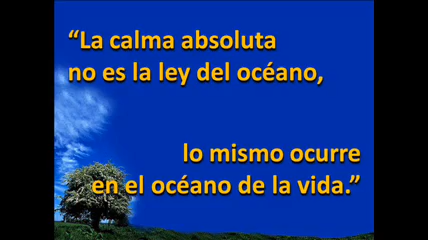 “La calma absoluta
no es la ley del océano,
lo mismo ocurre
en el océano de la vida.”